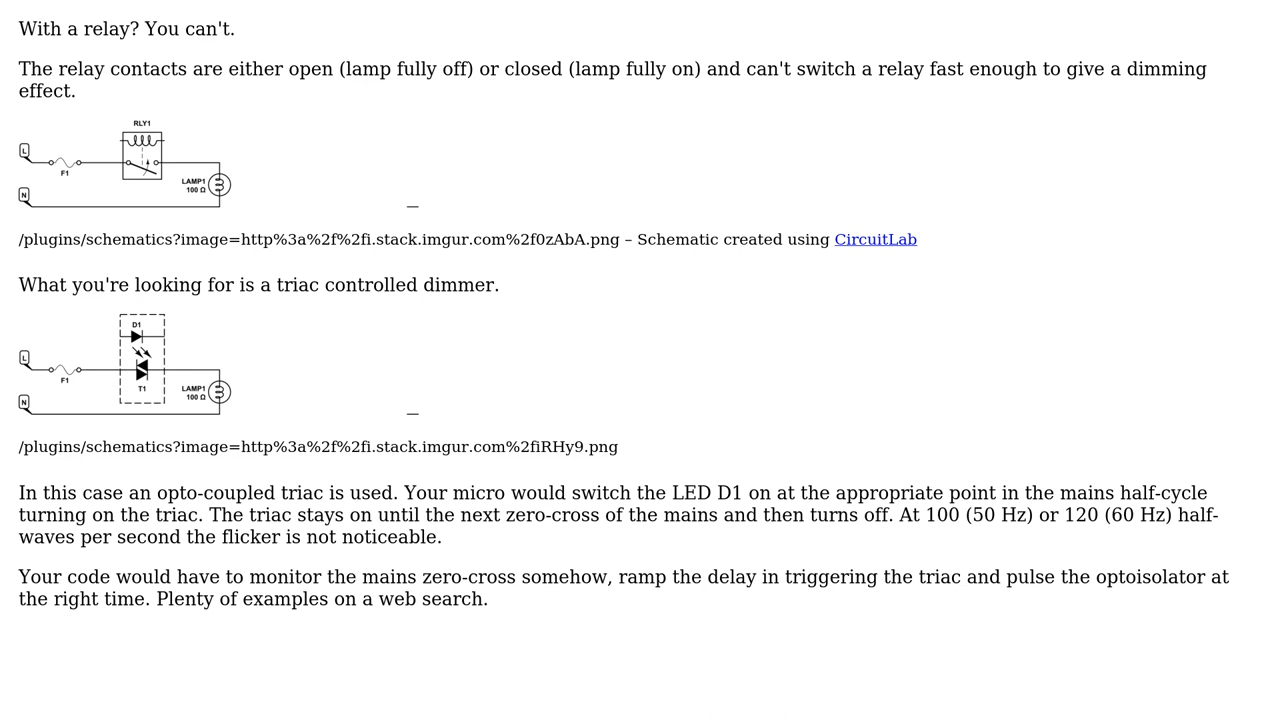 With a relay? You can't.
The relay contacts are either open (lamp fully off) or closed (lamp fully on) and can't switch a relay fast enough to give a dimming
effect.
RLY1
L
F1
LAMP1
100 Ω
N
/plugins/schematics?image=http%3a%2f%2fi.stack.imgur.com%2f0zAbA.png – Schematic created using CircuitLab
What you're looking for is a triac controlled dimmer.
D1
L
F1
T1
LAMP1
100 Ω
N
/plugins/schematics?image=http%3a%2f%2fi.stack.imgur.com%2fiRHy9.png
In this case an opto-coupled triac is used. Your micro would switch the LED D1 on at the appropriate point in the mains half-cycle
turning on the triac. The triac stays on until the next zero-cross of the mains and then turns off. At 100 (50 Hz) or 120 (60 Hz) half-
waves per second the flicker is not noticeable.
Your code would have to monitor the mains zero-cross somehow, ramp the delay in triggering the triac and pulse the optoisolator at
the right time. Plenty of examples on a web search.